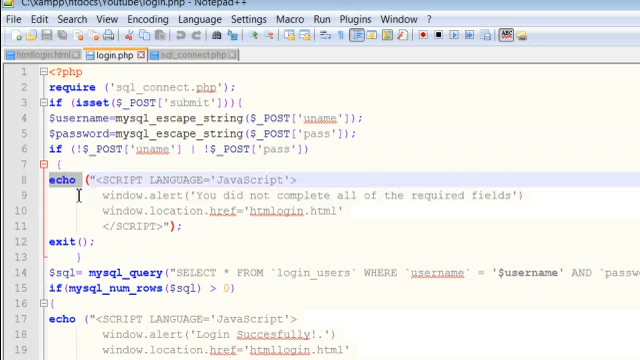 C:\xampp\htdocs\Youtube\login.php - Notepad++
File Edit Search View Encoding Language Settings Macro Run Plugins Window ?
htmllogin.html login.php sql_connect.php
1 <?php
2 require ('sql_connect.php');
3 if (isset($_POST['submit'])){
4 $username=mysql_escape_string($_POST['uname']);
5 $password=mysql_escape_string($_POST['pass']);
6 if (!$_POST['uname'] | !$_POST['pass'])
7 {
8 echo ("<SCRIPT LANGUAGE='JavaScript'>
9 window.alert('You did not complete all of the required fields')
10 window.location.href='htmlogin.html'
11 </SCRIPT>");
12 exit();
13 }
14 $sql= mysql_query("SELECT * FROM `login_users` WHERE `username` = '$username' AND `passwo
15 if(mysql_num_rows($sql) > 0)
16 {
17 echo ("<SCRIPT LANGUAGE='JavaScript'>
18 window.alert('Login Succesfully!.')
19 window.location.href='htmllogin.html'